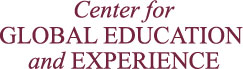 Center for
GLOBAL EDUCATION
and EXPERIENCE